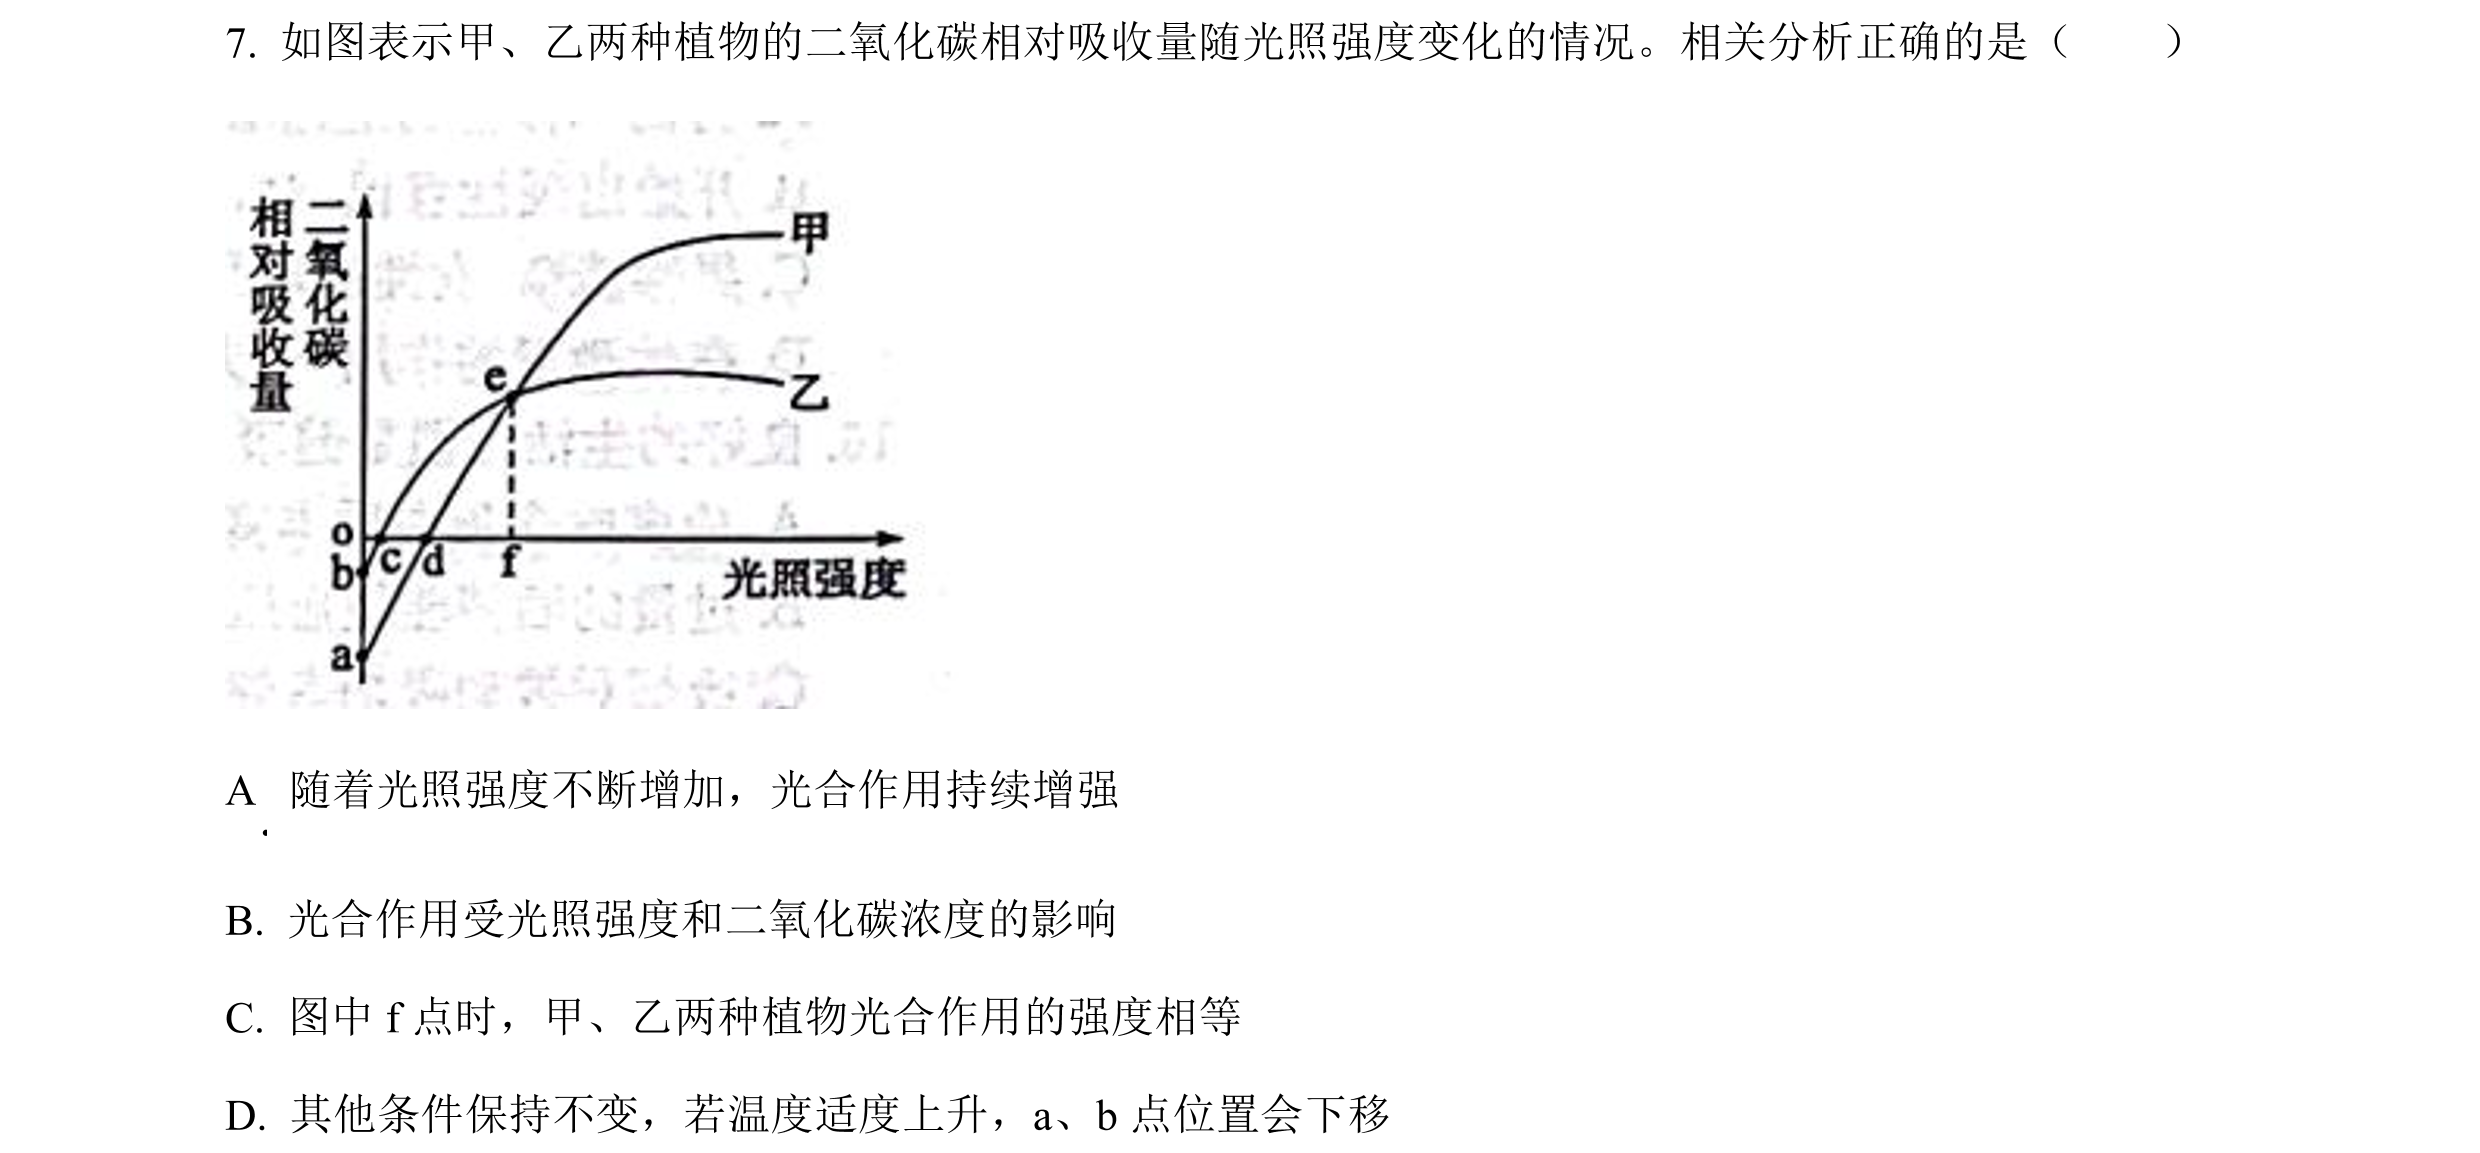 7. 如图表示甲、乙两种植物的二氧化碳相对吸收量随光照强度变化的情况。相关分析正确的是（　　）
二氧化碳
相对吸收量
甲
e
乙
o
c
d
f
b
光照强度
a
A 随着光照强度不断增加，光合作用持续增强
.
B. 光合作用受光照强度和二氧化碳浓度的影响
C. 图中 f 点时，甲、乙两种植物光合作用的强度相等
D. 其他条件保持不变，若温度适度上升，a、b 点位置会下移